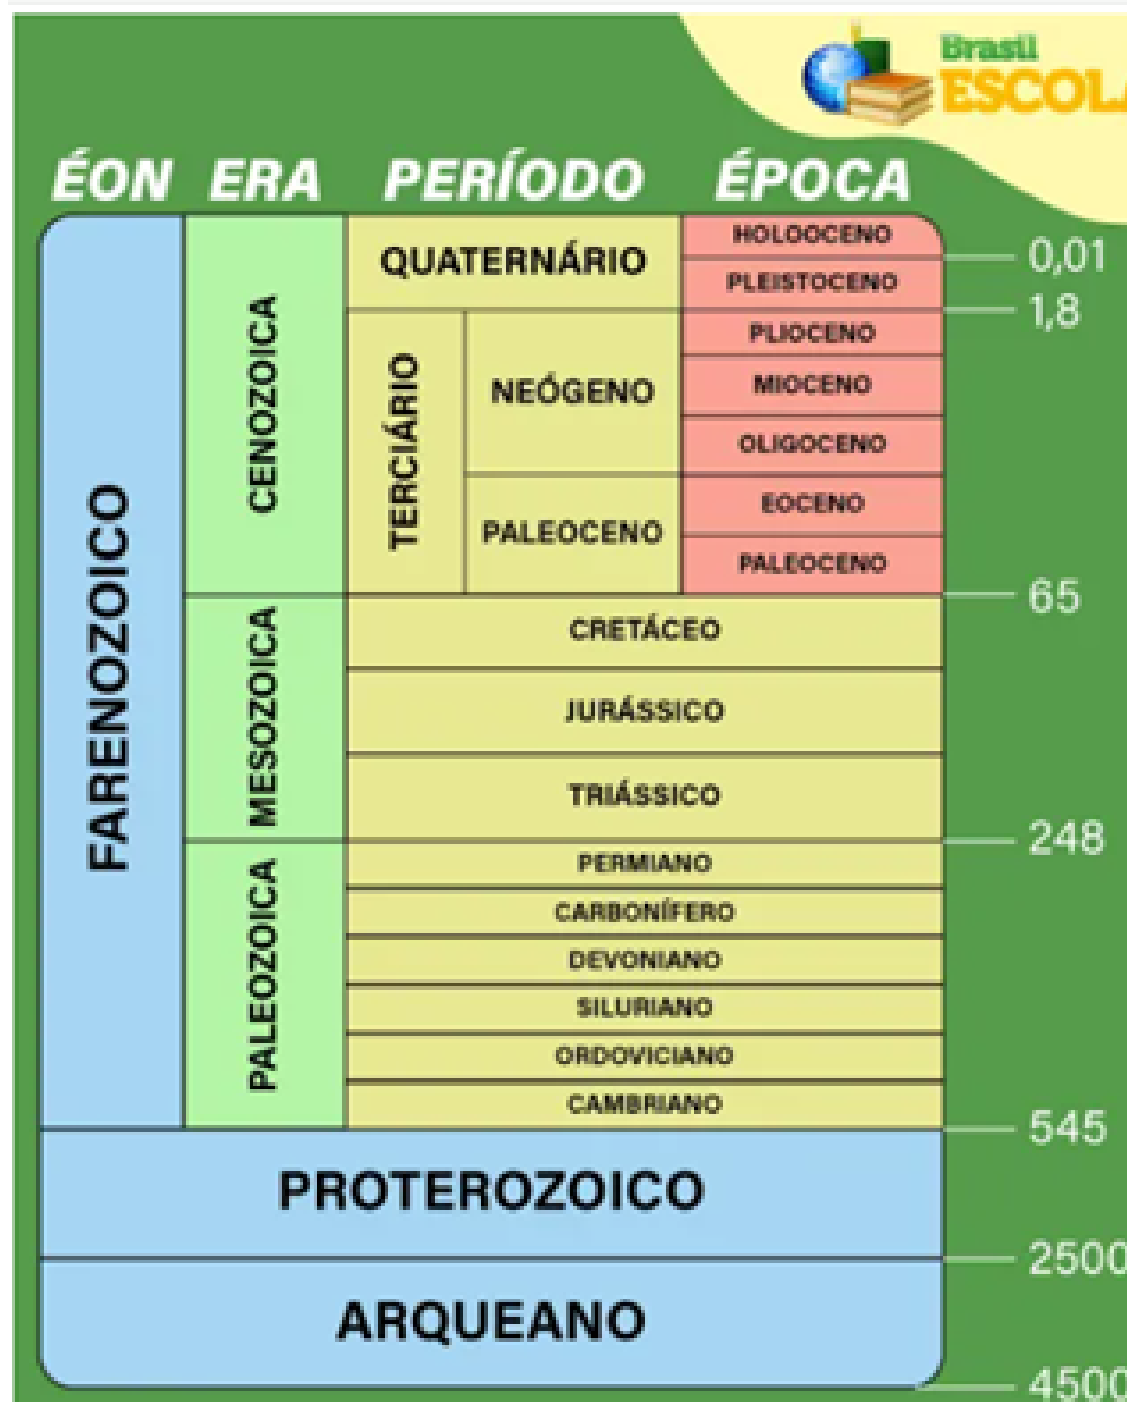 Brasil
ESCOLA
ÉON ERA PERÍODO ÉPOCA
FARENOZOICO
CENOZOICA
QUATERNÁRIO
HOLOOCENO
0,01
PLEISTOCENO
1,8
TERCIÁRIO
NEÓGENO
PLIOCENO
MIOCENO
OLIGOCENO
PALEOCENO
EOCENO
PALEOCENO
65
MESOZOICA
CRETÁCEO
JURÁSSICO
TRIÁSSICO
248
PALEOZOICA
PERMIANO
CARBONÍFERO
DEVONIANO
SILURIANO
ORDOVICIANO
CAMBRIANO
545
PROTEROZOICO
2500
ARQUEANO
4500